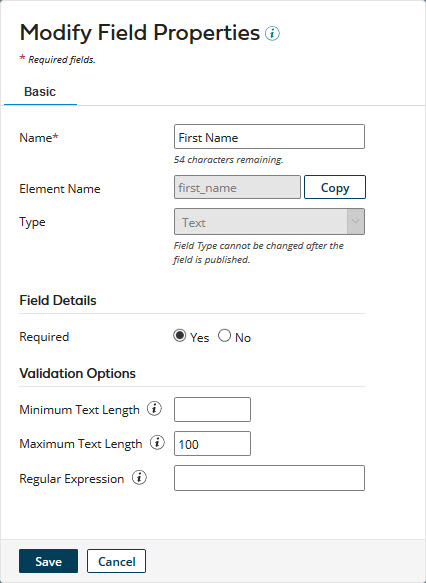 Modify Field Properties
* Required fields.
Basic
Name* First Name
54 characters remaining.
Element Name first_name Copy
Type Text
Field Type cannot be changed after the
field is published.
Field Details
Required Yes No
Validation Options
Minimum Text Length
Maximum Text Length 100
Regular Expression
Save Cancel